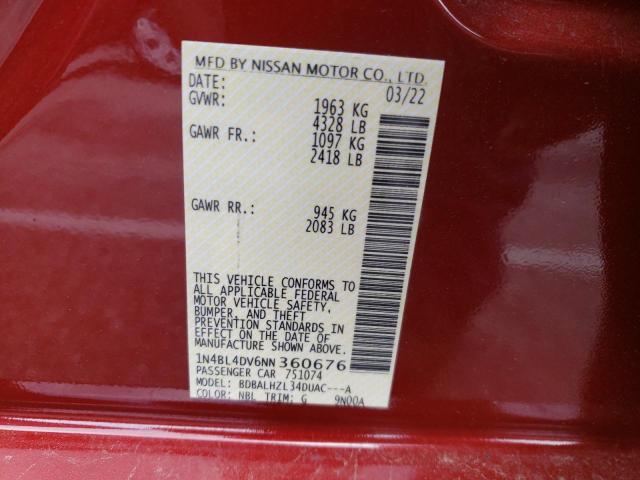 MFD BY NISSAN MOTOR CO., LTD.
DATE: 03/22
GVWR: 1963 KG
4328 LB
GAWR FR.: 1097 KG
2418 LB
GAWR RR.: 945 KG
2083 LB
THIS VEHICLE CONFORMS TO
ALL APPLICABLE FEDERAL
MOTOR VEHICLE SAFETY,
BUMPER, AND THEFT
PREVENTION STANDARDS IN
EFFECT ON THE DATE OF
MANUFACTURE SHOWN ABOVE.
1N4BL4DV6NN360676
PASSENGER CAR 751074
MODEL: BDBALHZL34DUAC---A
COLOR: NBL TRIM: G 9N00A